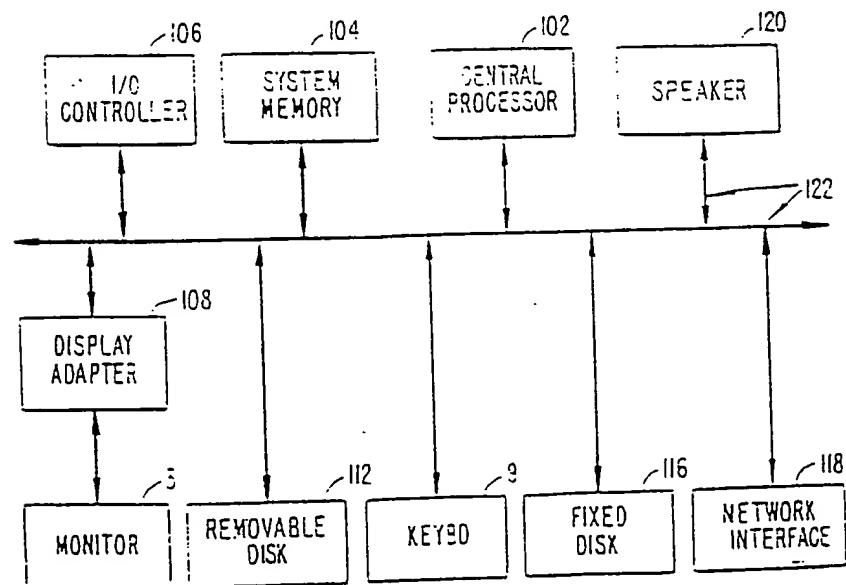 106
104
102
120
I/O
CONTROLLER
SYSTEM
MEMORY
CENTRAL
PROCESSOR
SPEAKER
122
108
DISPLAY
ADAPTER
3
112
9
116
118
MONITOR
REMOVABLE
DISK
KEYBD
FIXED
DISK
NETWORK
INTERFACE